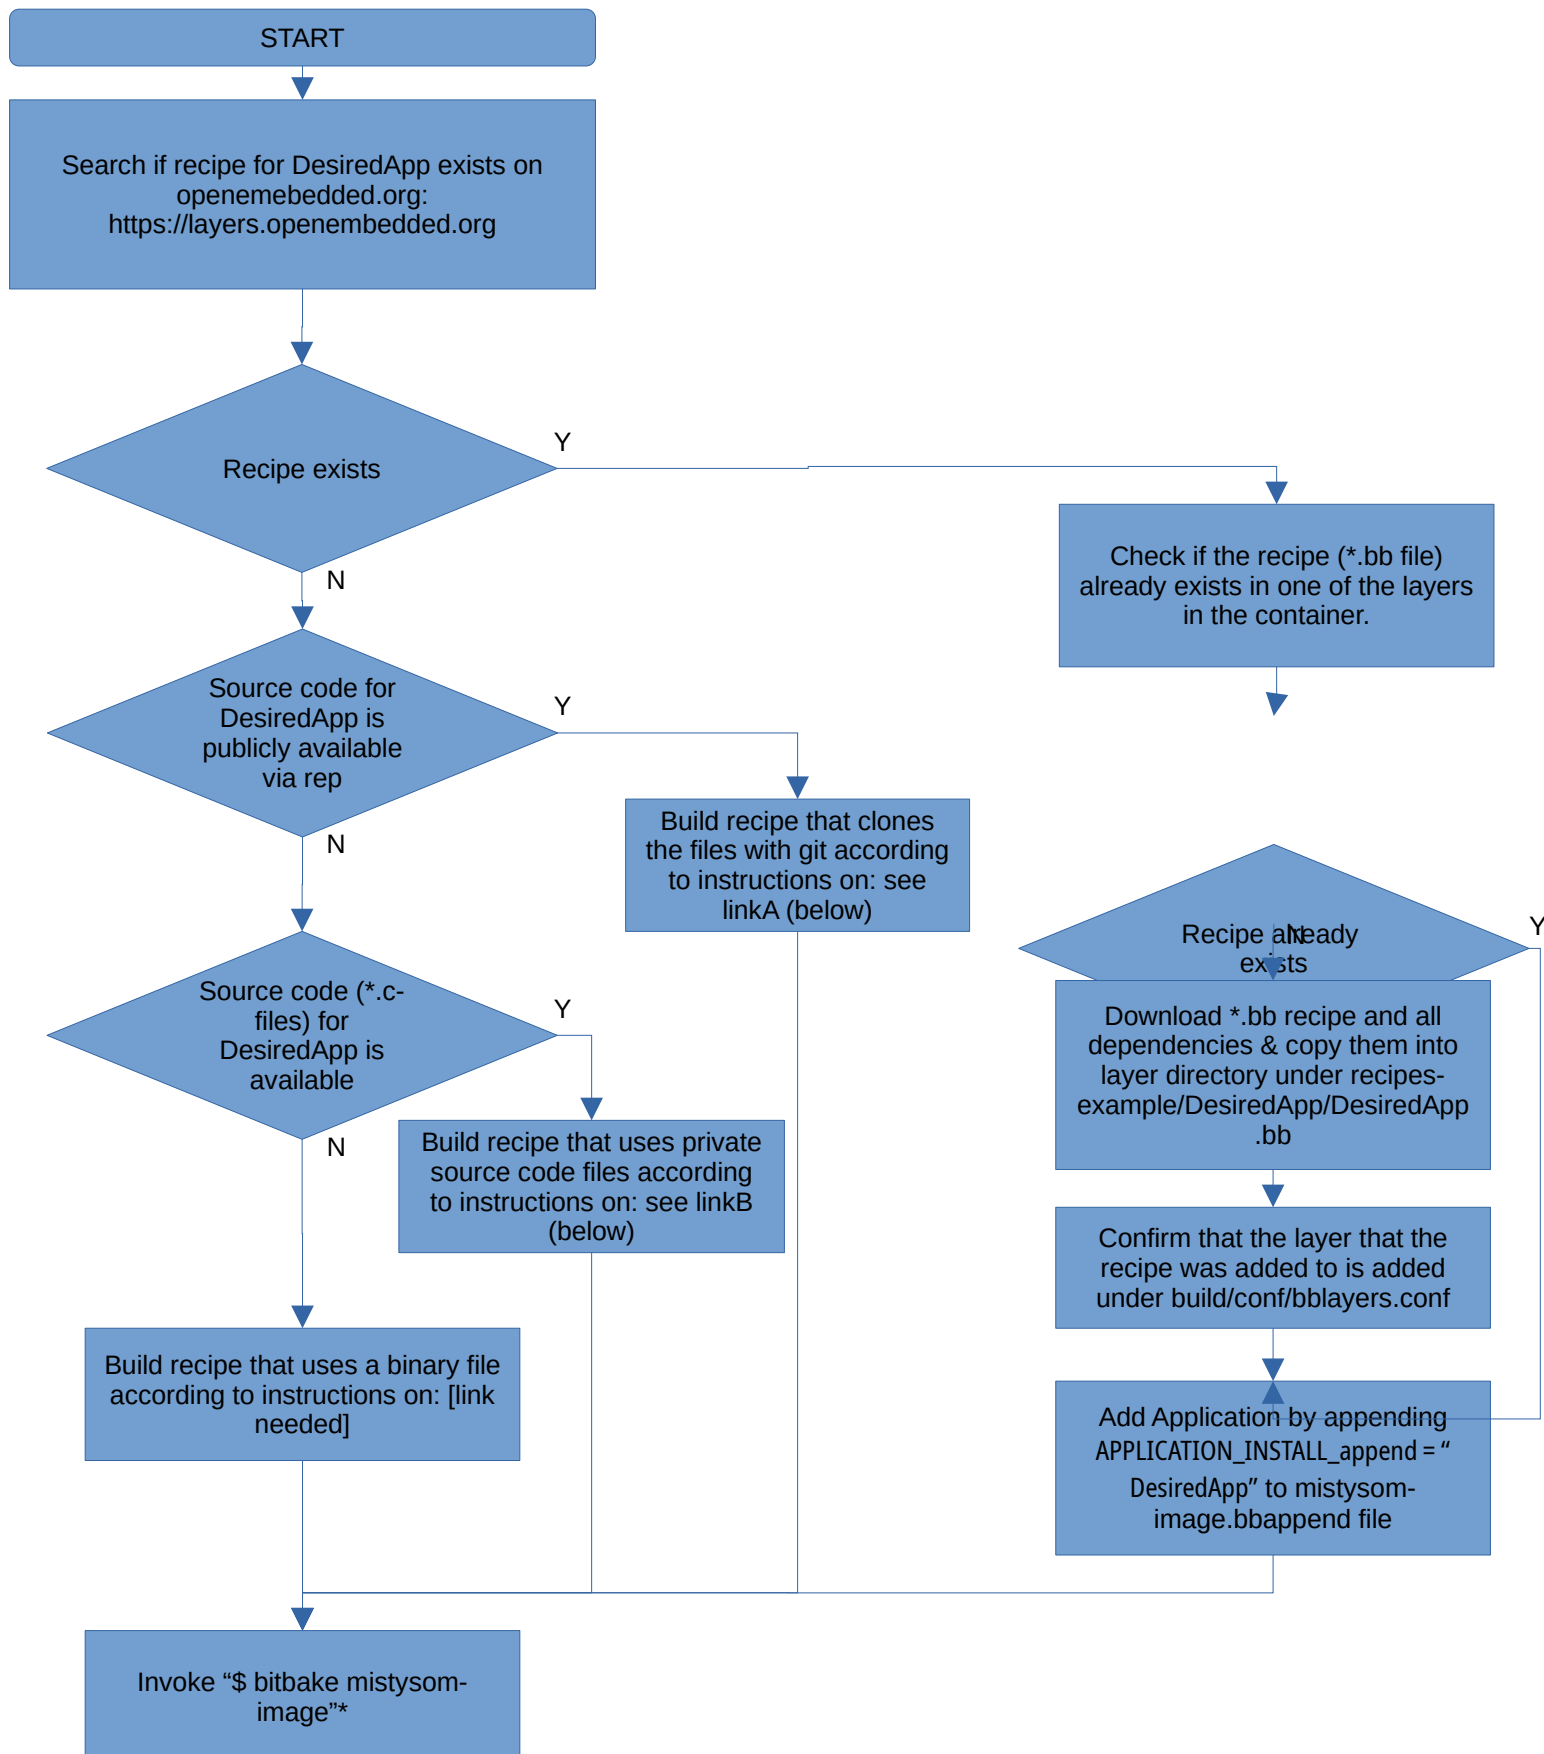 START
Search if recipe for DesiredApp exists on
openemebedded.org:
https://layers.openembedded.org
Recipe exists
Y
N
Check if the recipe (*.bb file)
already exists in one of the layers
in the container.
Source code for
DesiredApp is
publicly available
via rep
Y
N
Build recipe that clones
the files with git according
to instructions on: see
linkA (below)
Recipe already
exists
Y
N
Source code (*.c-
files) for
DesiredApp is
available
Y
N
Download *.bb recipe and all
dependencies & copy them into
layer directory under recipes-
example/DesiredApp/DesiredApp
.bb
Build recipe that uses private
source code files according
to instructions on: see linkB
(below)
Confirm that the layer that the
recipe was added to is added
under build/conf/bblayers.conf
Build recipe that uses a binary file
according to instructions on: [link
needed]
Add Application by appending
APPLICATION_INSTALL_append = “
DesiredApp” to mistysom-
image.bbappend file
Invoke “$ bitbake mistysom-
image”*